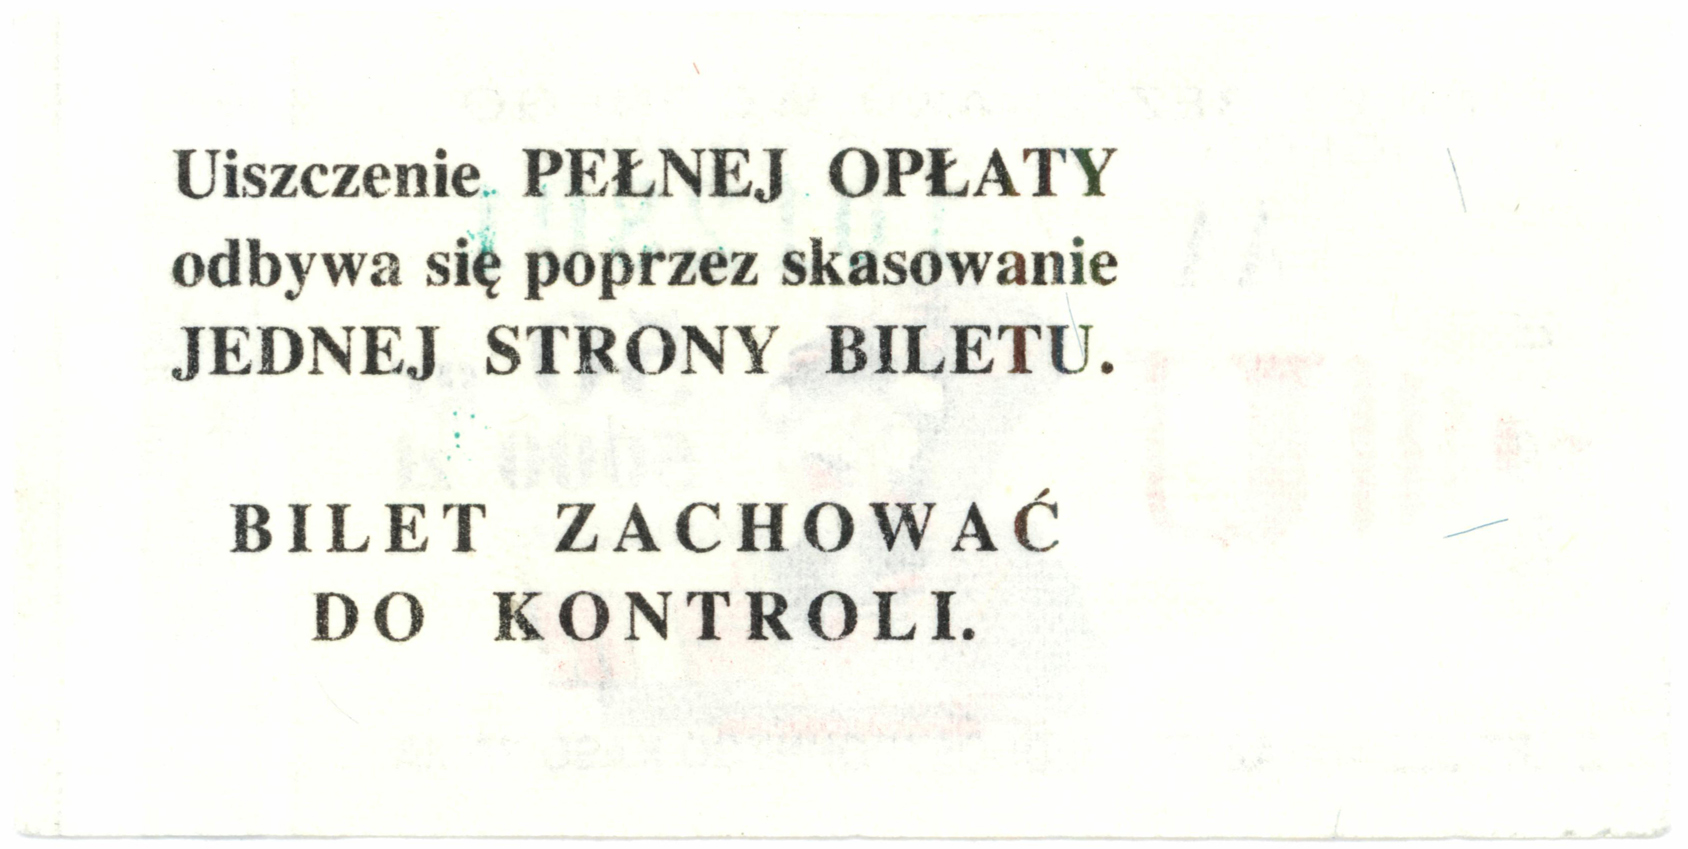 Uiszczenie PEŁNEJ OPŁATY
odbywa się poprzez skasowanie
JEDNEJ STRONY BILETU.
BILET ZACHOWAĆ
DO KONTROLI.